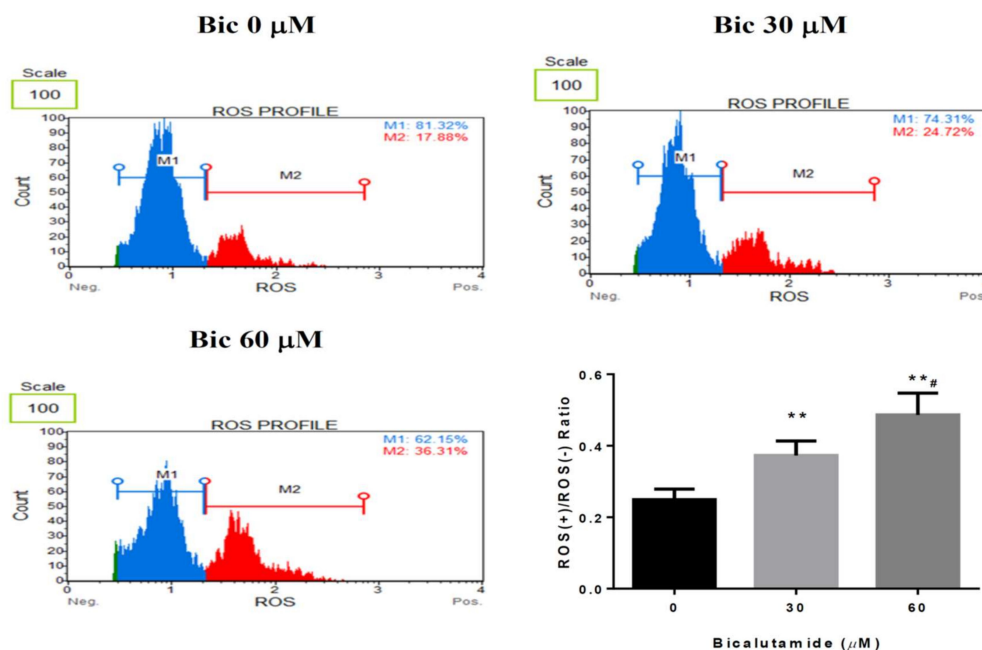 Bic 0 μM
Scale
100
ROS PROFILE
M1: 81.32%
M2: 17.88%
M1
M2
Count
100
90
80
70
60
50
40
30
20
10
0
0 1 2 3 4
Neg. ROS Pos.
Bic 30 μM
Scale
100
ROS PROFILE
M1: 74.31%
M2: 24.72%
M1
M2
Count
100
90
80
70
60
50
40
30
20
10
0
0 1 2 3
Neg. ROS Pos.
Bic 60 μM
Scale
100
ROS PROFILE
M1: 62.15%
M2: 36.31%
M1
M2
Count
100
90
80
70
60
50
40
30
20
10
0
0 1 2 3 4
Neg. ROS Pos.
ROS(+)/ROS(-) Ratio
0.6
0.4
0.2
0.0
**
**#
0 30 60
Bicalutamide (μM)